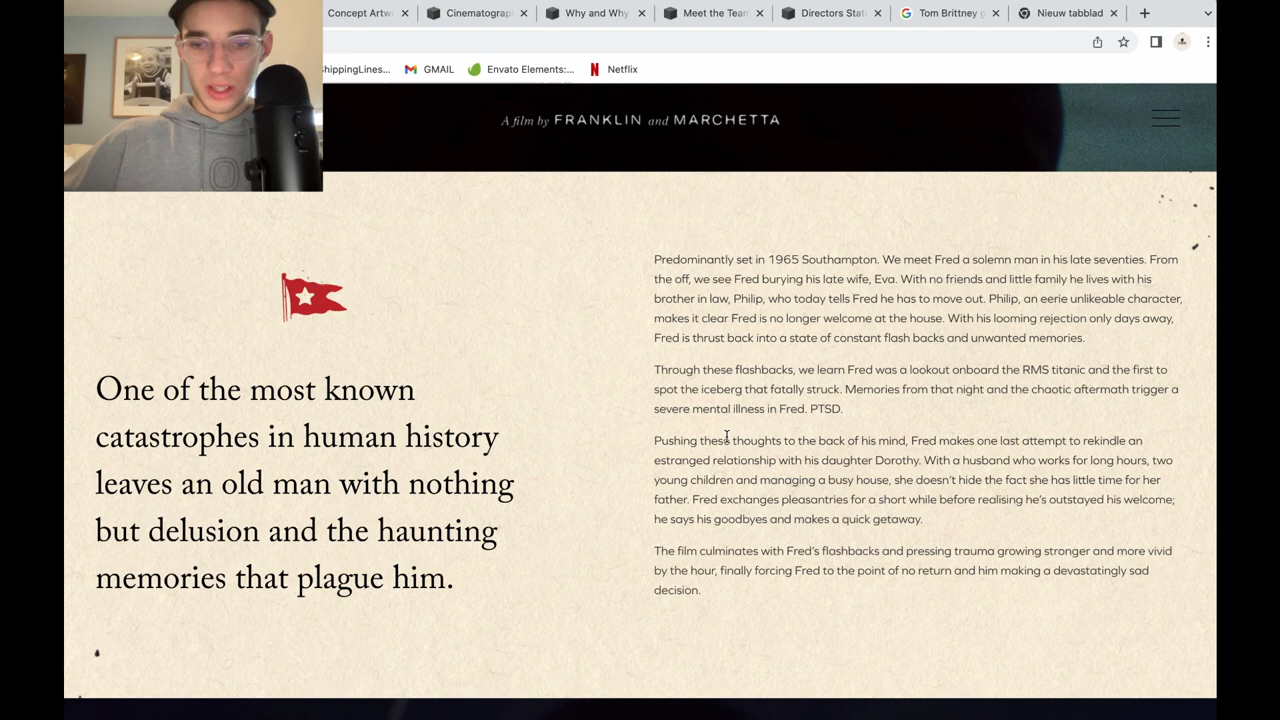 Concept Artw
Cinematograp
Why and Why
Meet the Team
Directors Stat
Tom Brittney g
Nieuw tabblad
ShippingLines...
GMAIL
Envato Elements:...
Netflix
A film by FRANKLIN and MARCHETTA
One of the most known
catastrophes in human history
leaves an old man with nothing
but delusion and the haunting
memories that plague him.
Predominantly set in 1965 Southampton. We meet Fred a solemn man in his late seventies. From
the off, we see Fred burying his late wife, Eva. With no friends and little family he lives with his
brother in law, Philip, who today tells Fred he has to move out. Philip, an eerie unlikeable character,
makes it clear Fred is no longer welcome at the house. With his looming rejection only days away,
Fred is thrust back into a state of constant flash backs and unwanted memories.
Through these flashbacks, we learn Fred was a lookout onboard the RMS titanic and the first to
spot the iceberg that fatally struck. Memories from that night and the chaotic aftermath trigger a
severe mental illness in Fred. PTSD.
Pushing these thoughts to the back of his mind, Fred makes one last attempt to rekindle an
estranged relationship with his daughter Dorothy. With a husband who works for long hours, two
young children and managing a busy house, she doesn't hide the fact she has little time for her
father. Fred exchanges pleasantries for a short while before realising he's outstayed his welcome;
he says his goodbyes and makes a quick getaway.
The film culminates with Fred's flashbacks and pressing trauma growing stronger and more vivid
by the hour, finally forcing Fred to the point of no return and him making a devastatingly sad
decision.